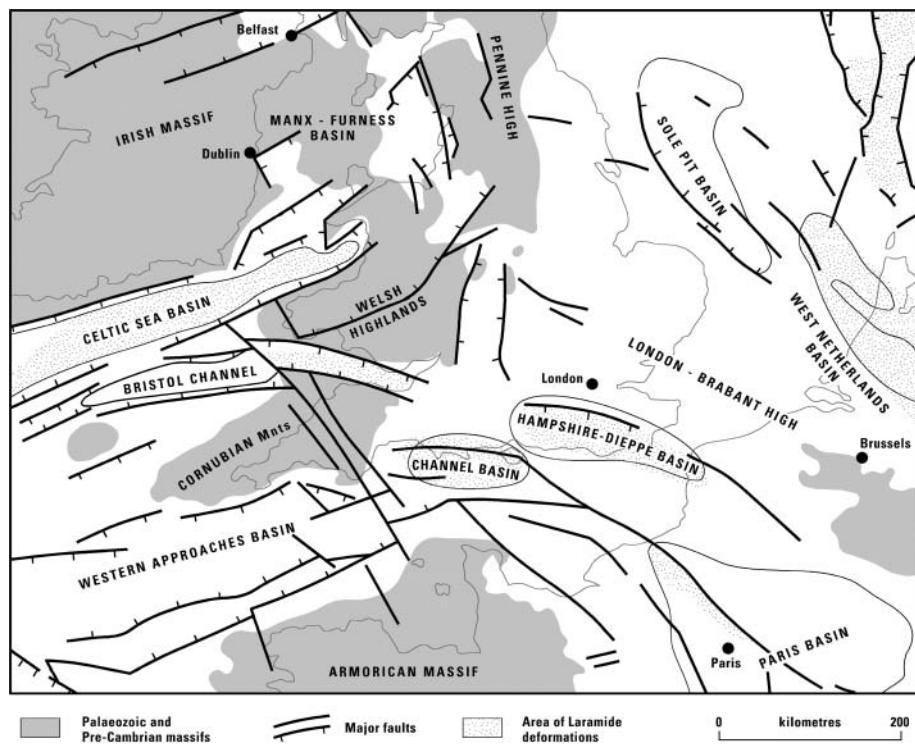 Belfast
PENNINE HIGH
IRISH MASSIF
MANX - FURNESS
BASIN
SOLE PIT BASIN
Dublin
CELTIC SEA BASIN
WELSH
HIGHLANDS
WEST NETHERLANDS
BASIN
LONDON - BRABANT HIGH
BRISTOL CHANNEL
London
HAMPSHIRE-DIEPPE BASIN
Brussels
CORNUBIAN Mnts
CHANNEL BASIN
WESTERN APPROACHES BASIN
PARIS BASIN
Paris
ARMORICAN MASSIF
Palaeozoic and
Pre-Cambrian massifs
Major faults
Area of Laramide
deformations
0 kilometres 200